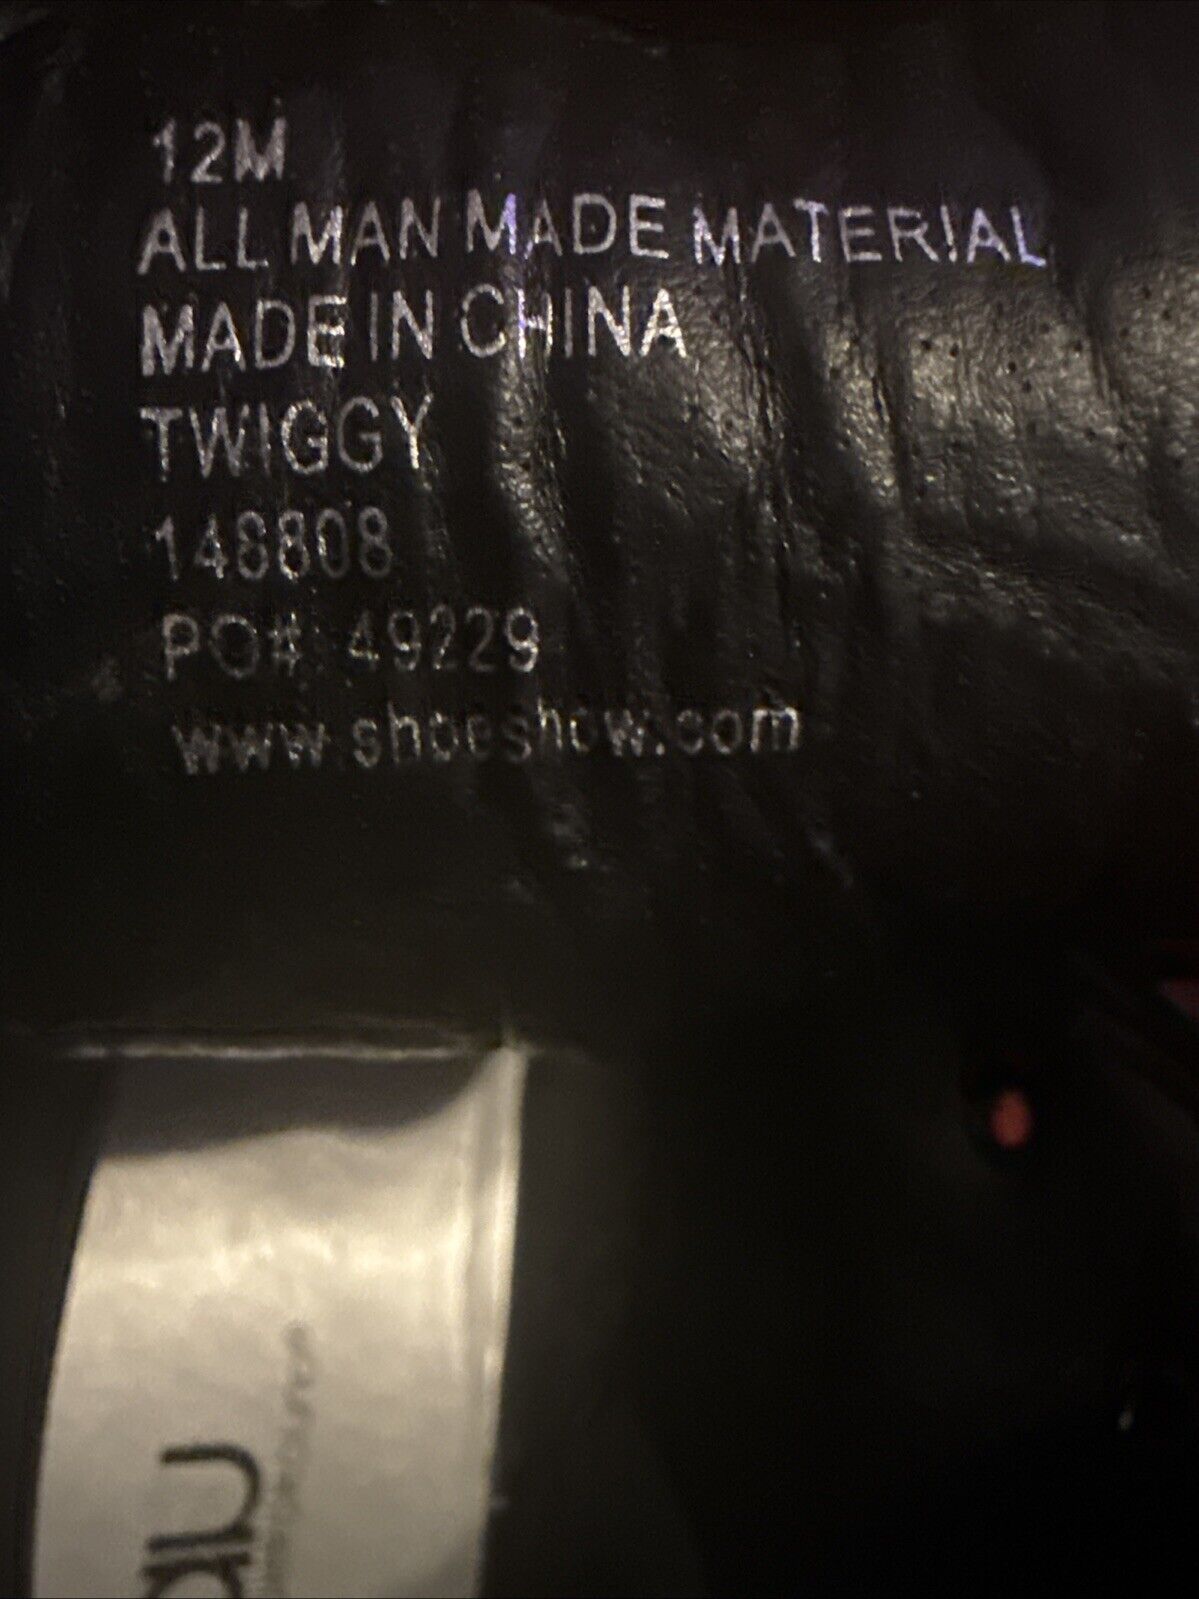 12M
ALL MAN MADE MATERIAL
MADE IN CHINA
TWIGGY
148808
PO# 49229
www.shoeshow.com